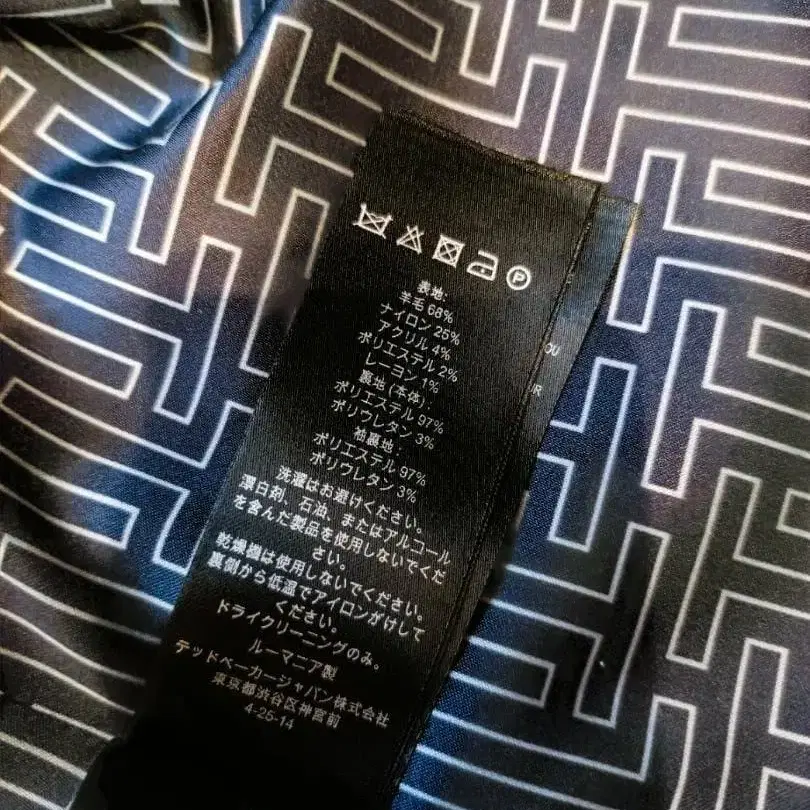 P
表地:
羊毛 68%
ナイロン 25%
アクリル 4%
ポリエステル 2%
レーヨン 1%
裏地 (本体):
ポリエステル 97%
ポリウレタン 3%
袖裏地:
ポリエステル 97%
ポリウレタン 3%
洗濯はお避けください。
漂白剤、石油、またはアルコール
を含んだ製品を使用しないでくだ
さい。
乾燥機は使用しないでください。
裏側から低温でアイロンがけして
ください。
ドライクリーニングのみ。
ルーマニア製
テッドベーカージャパン株式会社
東京都渋谷区神宮前
4-25-14
OU
R